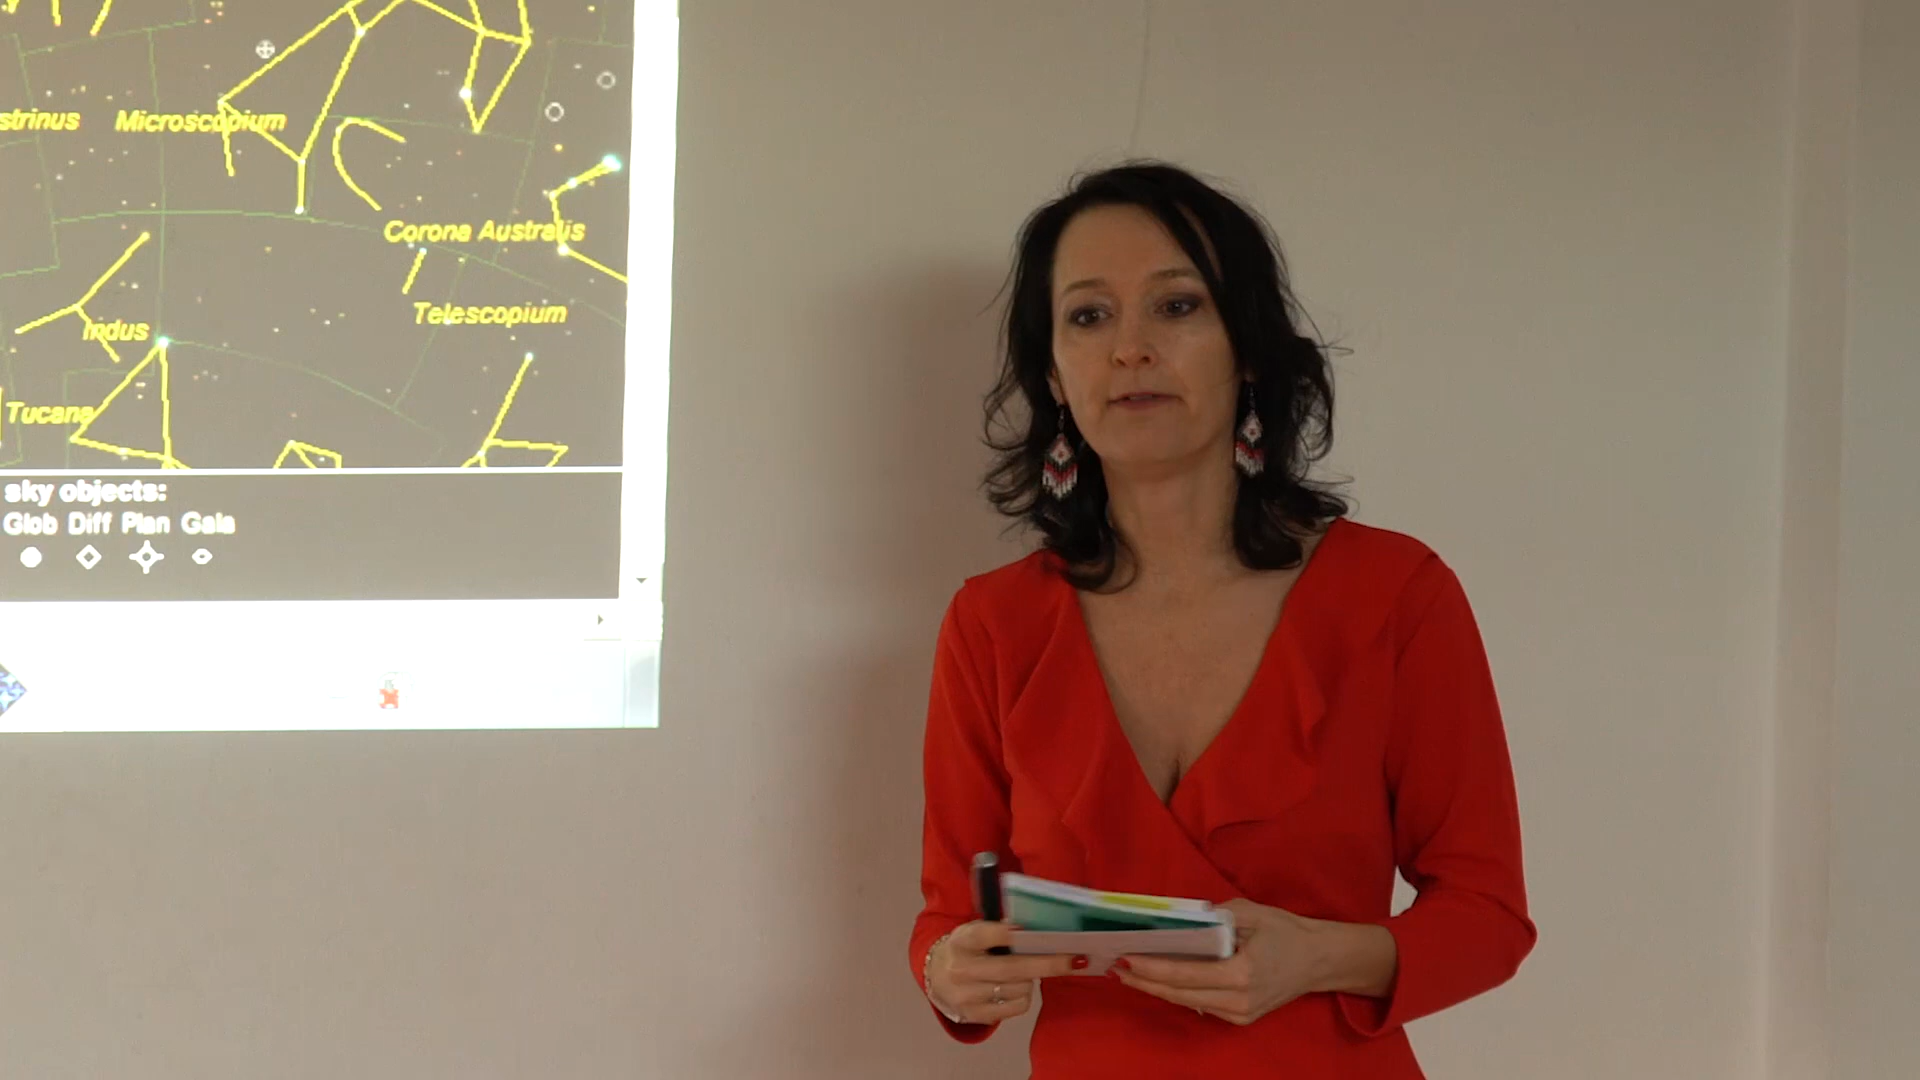 strinus
Microscopium
Corona Australis
Telescopium
Indus
Tucana
sky objects:
Glob Diff Plan Gala